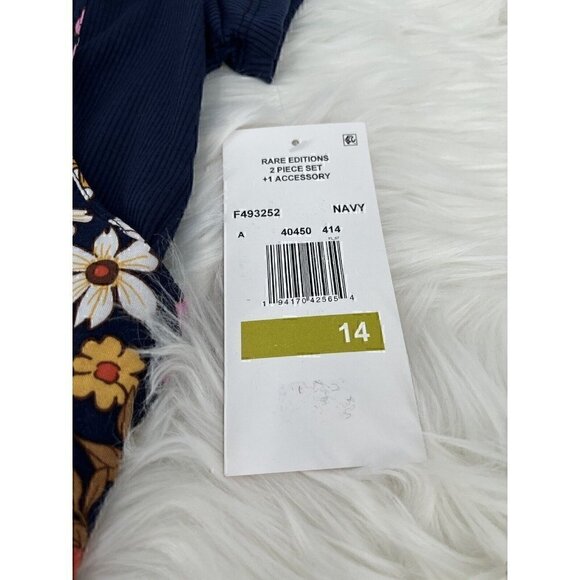 RARE EDITIONS
2 PIECE SET
+1 ACCESSORY
F493252 NAVY
A 40450 414
1 94170 42565 4
14